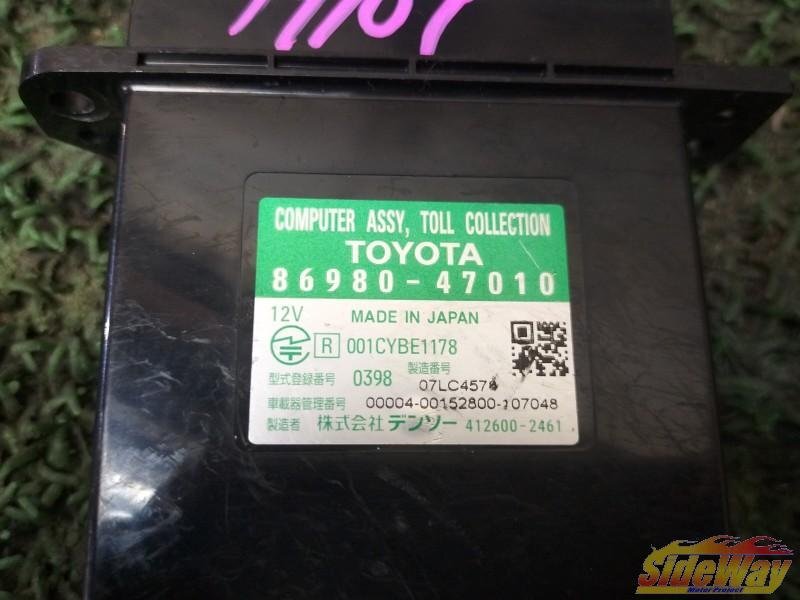 COMPUTER ASSY, TOLL COLLECTION
TOYOTA
86980-47010
12V MADE IN JAPAN
R 001CYBE1178
型式登録番号 0398 製造番号 07LC4574
車載器管理番号 00004-00152800-107048
製造者 株式会社 デンソー 412600-2461
SIdeWay
Motor Project